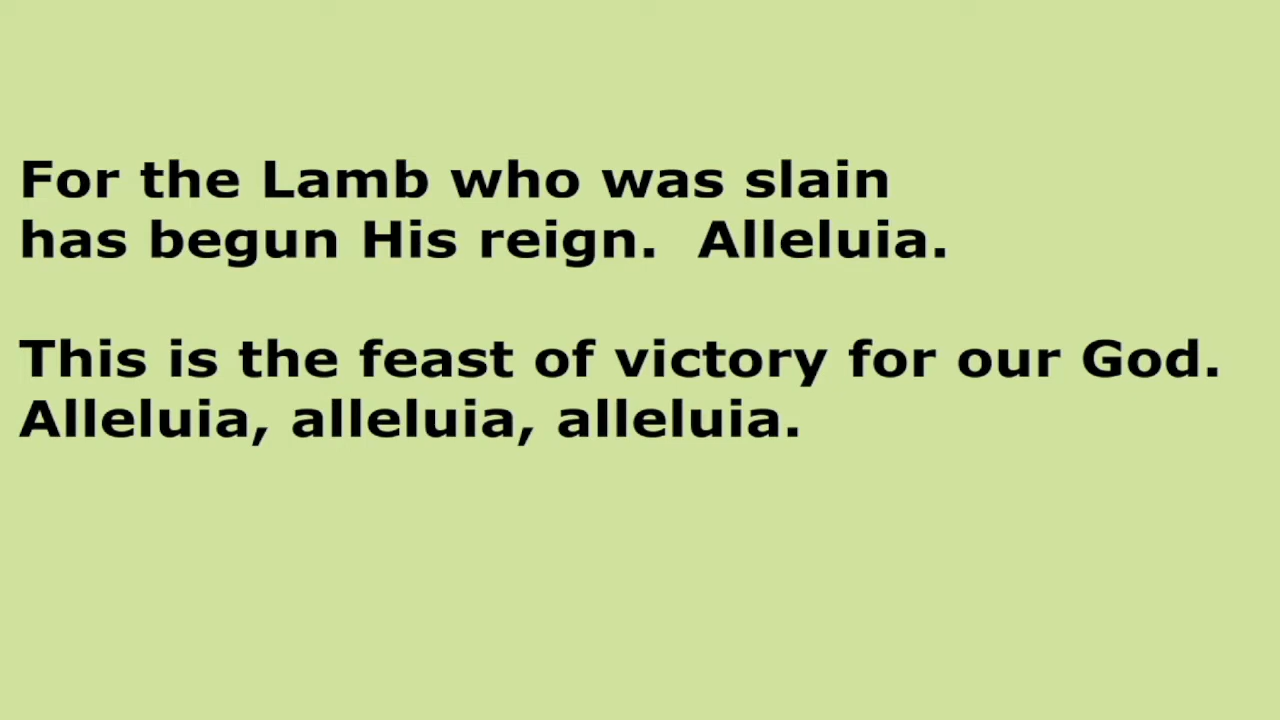 For the Lamb who was slain
has begun His reign.  Alleluia.
This is the feast of victory for our God.
Alleluia, alleluia, alleluia.